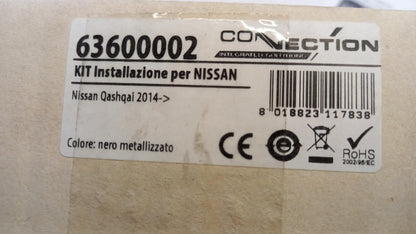 63600002
CONNECTION
INTEGRATED SOLUTIONS
KIT Installazione per NISSAN
Nissan Qashqai 2014->
8 018823 117838
Colore: nero metallizzato
CE
e
RoHS
2002/95/EC